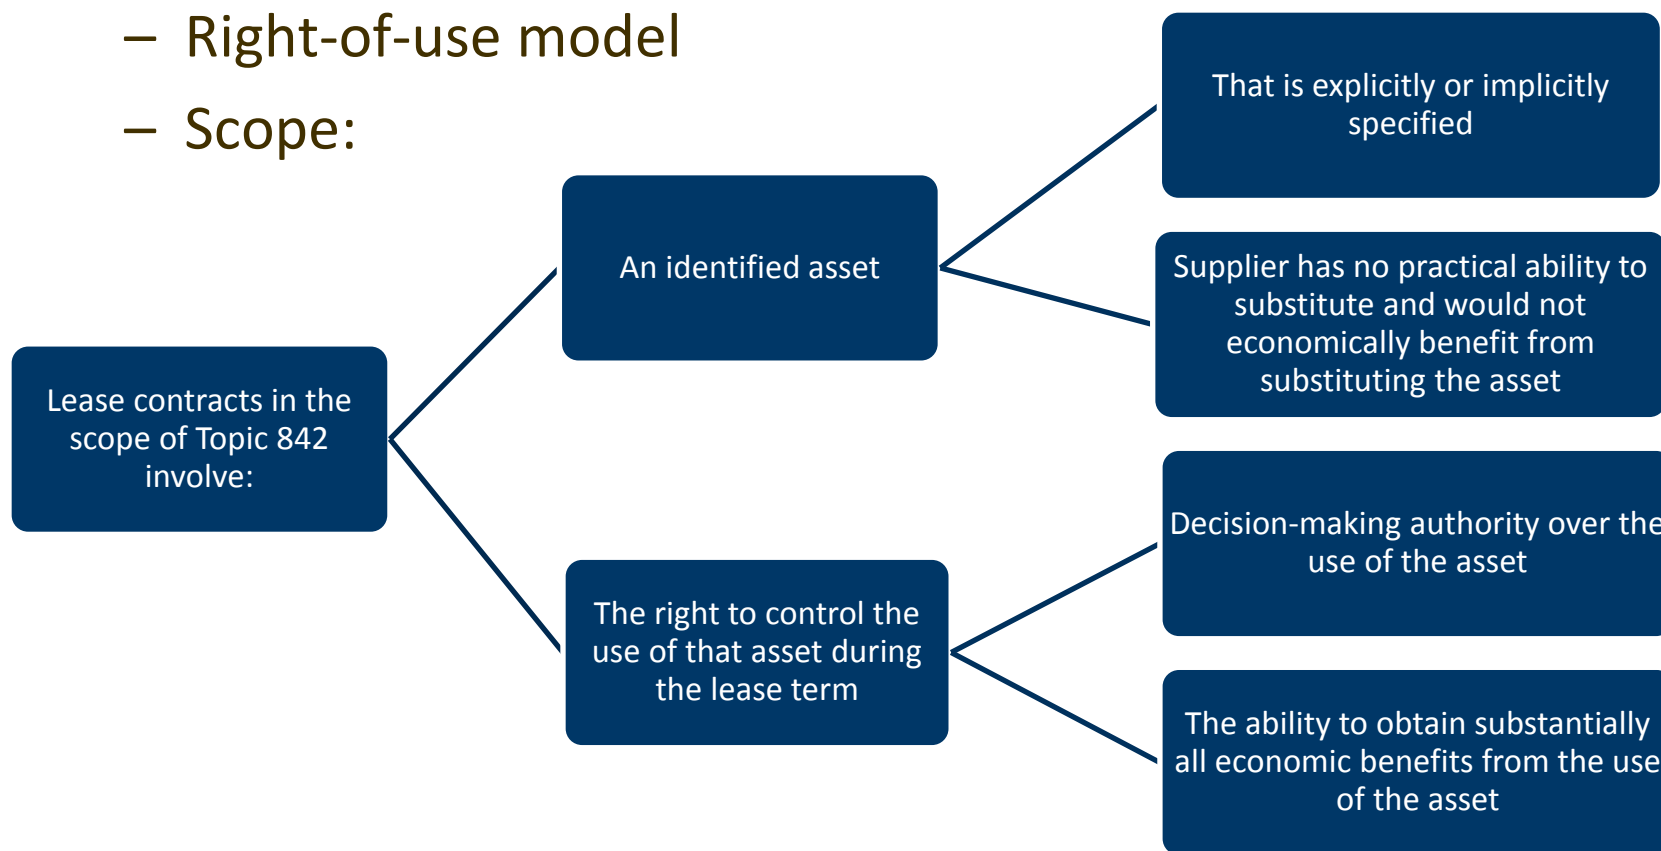 – Right-of-use model
– Scope:
Lease contracts in the
scope of Topic 842
involve:
An identified asset
That is explicitly or implicitly
specified
Supplier has no practical ability to
substitute and would not
economically benefit from
substituting the asset
The right to control the
use of that asset during
the lease term
Decision-making authority over the
use of the asset
The ability to obtain substantially
all economic benefits from the use
of the asset